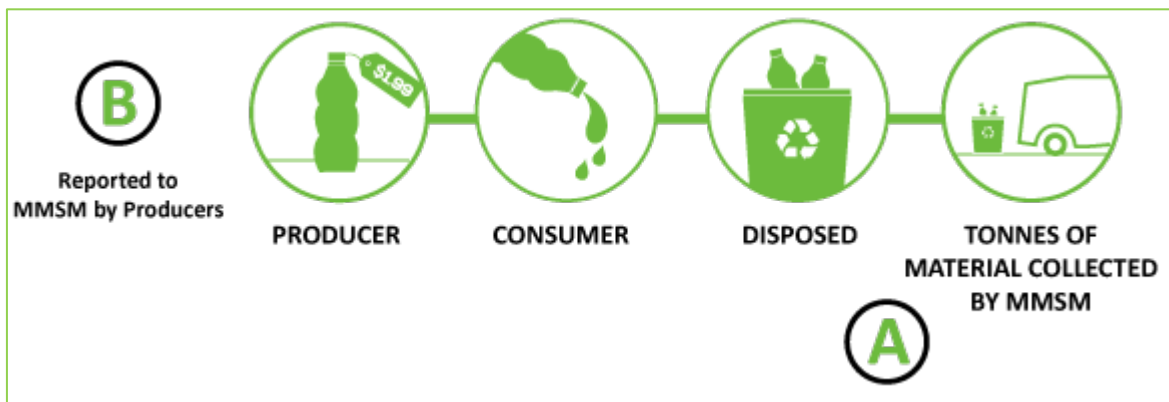 B
Reported to
MMSM by Producers
$1.99
PRODUCER
CONSUMER
DISPOSED
TONNES OF
MATERIAL COLLECTED
BY MMSM
A